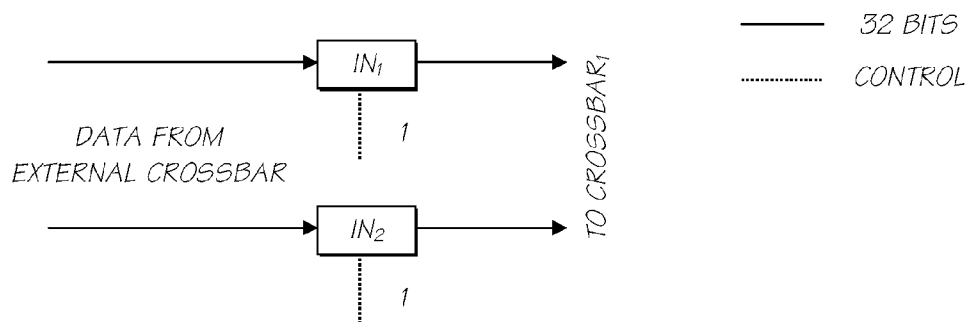 32 BITS
IN₁
CONTROL
1
DATA FROM
EXTERNAL CROSSBAR
TO CROSSBAR₁
IN₂
1